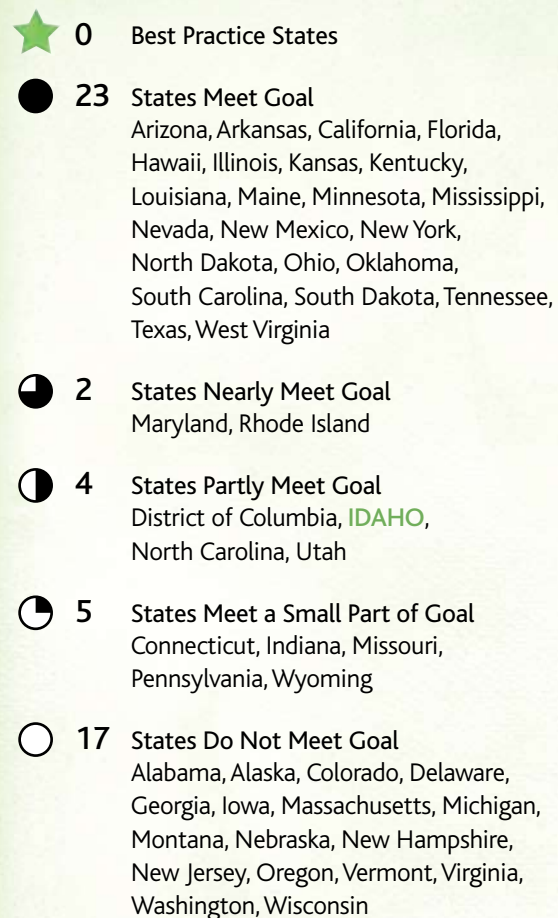 0 Best Practice States
23 States Meet Goal
Arizona, Arkansas, California, Florida,
Hawaii, Illinois, Kansas, Kentucky,
Louisiana, Maine, Minnesota, Mississippi,
Nevada, New Mexico, New York,
North Dakota, Ohio, Oklahoma,
South Carolina, South Dakota, Tennessee,
Texas, West Virginia
2 States Nearly Meet Goal
Maryland, Rhode Island
4 States Partly Meet Goal
District of Columbia, IDAHO,
North Carolina, Utah
5 States Meet a Small Part of Goal
Connecticut, Indiana, Missouri,
Pennsylvania, Wyoming
17 States Do Not Meet Goal
Alabama, Alaska, Colorado, Delaware,
Georgia, Iowa, Massachusetts, Michigan,
Montana, Nebraska, New Hampshire,
New Jersey, Oregon, Vermont, Virginia,
Washington, Wisconsin